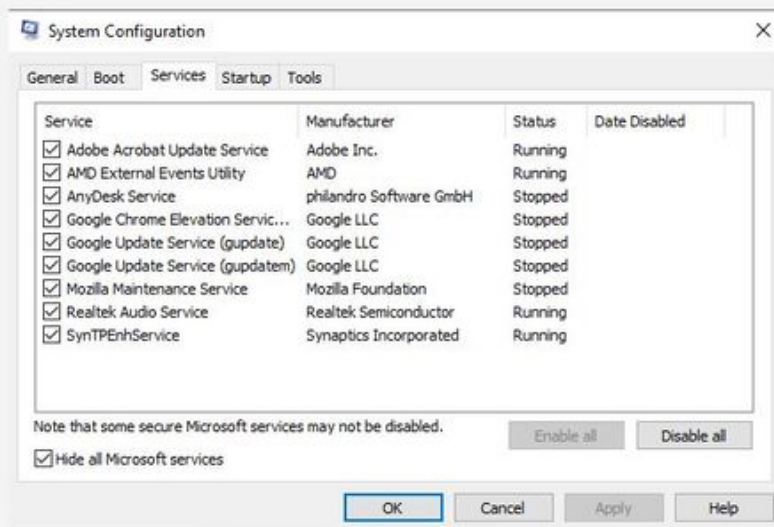 System Configuration
General Boot Services Startup Tools
Service Manufacturer Status Date Disabled
Adobe Acrobat Update Service Adobe Inc. Running
AMD External Events Utility AMD Running
AnyDesk Service philandro Software GmbH Stopped
Google Chrome Elevation Servic... Google LLC Stopped
Google Update Service (gupdate) Google LLC Stopped
Google Update Service (gupdatem) Google LLC Stopped
Mozilla Maintenance Service Mozilla Foundation Stopped
Realtek Audio Service Realtek Semiconductor Running
SynTPEnhService Synaptics Incorporated Running
Note that some secure Microsoft services may not be disabled.
Enable all Disable all
Hide all Microsoft services
OK Cancel Apply Help